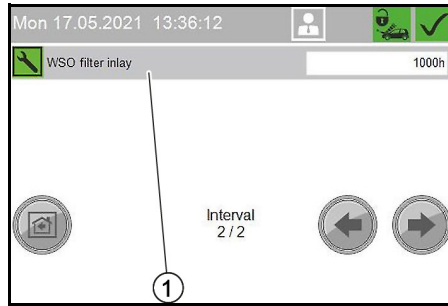 Mon 17.05.2021 13:36:12
WSO filter inlay 1000h
Interval
2 / 2
1